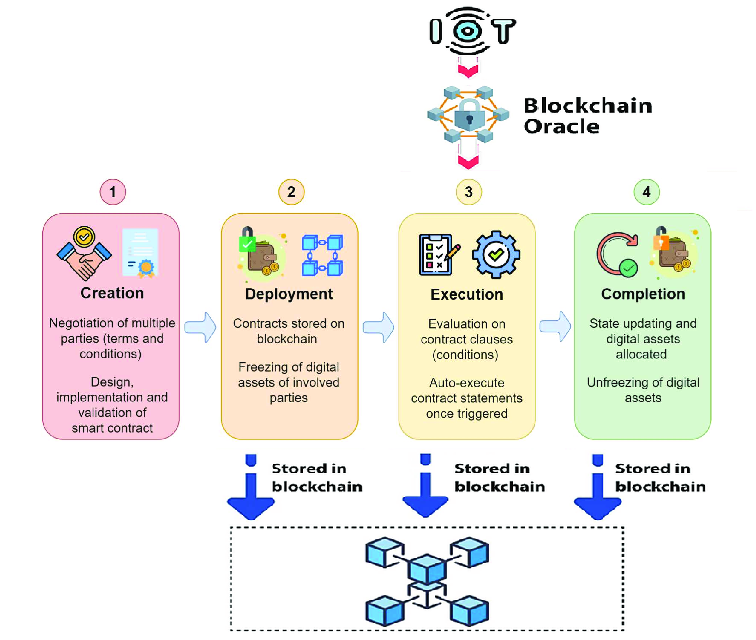 IOT
Blockchain
Oracle
1
2
3
4
Creation
Negotiation of multiple
parties (terms and
conditions)
Design,
implementation and
validation of
smart contract
Deployment
Contracts stored on
blockchain
Freezing of digital
assets of involved
parties
Execution
Evaluation on
contract clauses
(conditions)
Auto-execute
contract statements
once triggered
Completion
State updating and
digital assets
allocated
Unfreezing of digital
assets
Stored in
blockchain
Stored in
blockchain
Stored in
blockchain